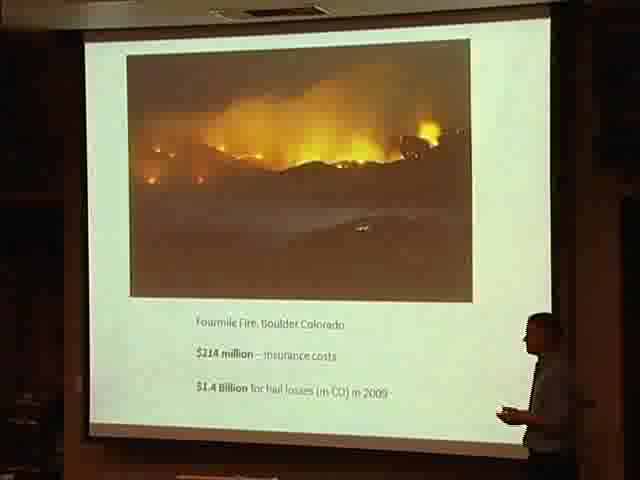 Fourmile Fire, Boulder Colorado
$214 million – insurance costs
$1.4 Billion for hail losses (in CO) in 2009